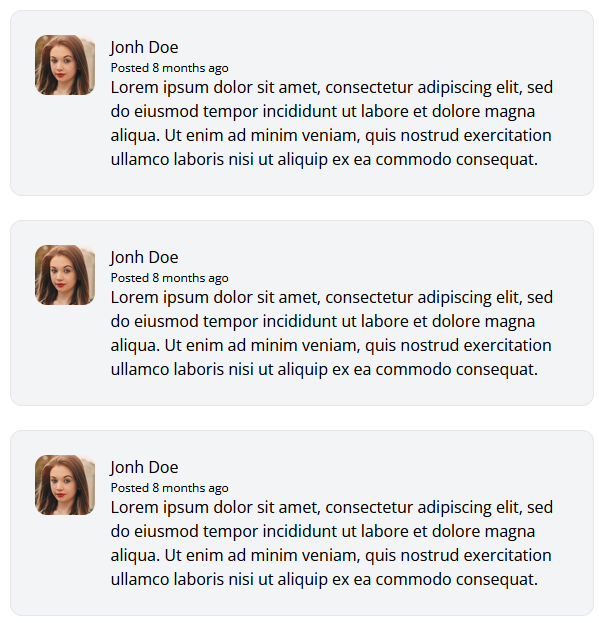 Jonh Doe
Posted 8 months ago
Lorem ipsum dolor sit amet, consectetur adipiscing elit, sed
do eiusmod tempor incididunt ut labore et dolore magna
aliqua. Ut enim ad minim veniam, quis nostrud exercitation
ullamco laboris nisi ut aliquip ex ea commodo consequat.
Jonh Doe
Posted 8 months ago
Lorem ipsum dolor sit amet, consectetur adipiscing elit, sed
do eiusmod tempor incididunt ut labore et dolore magna
aliqua. Ut enim ad minim veniam, quis nostrud exercitation
ullamco laboris nisi ut aliquip ex ea commodo consequat.
Jonh Doe
Posted 8 months ago
Lorem ipsum dolor sit amet, consectetur adipiscing elit, sed
do eiusmod tempor incididunt ut labore et dolore magna
aliqua. Ut enim ad minim veniam, quis nostrud exercitation
ullamco laboris nisi ut aliquip ex ea commodo consequat.